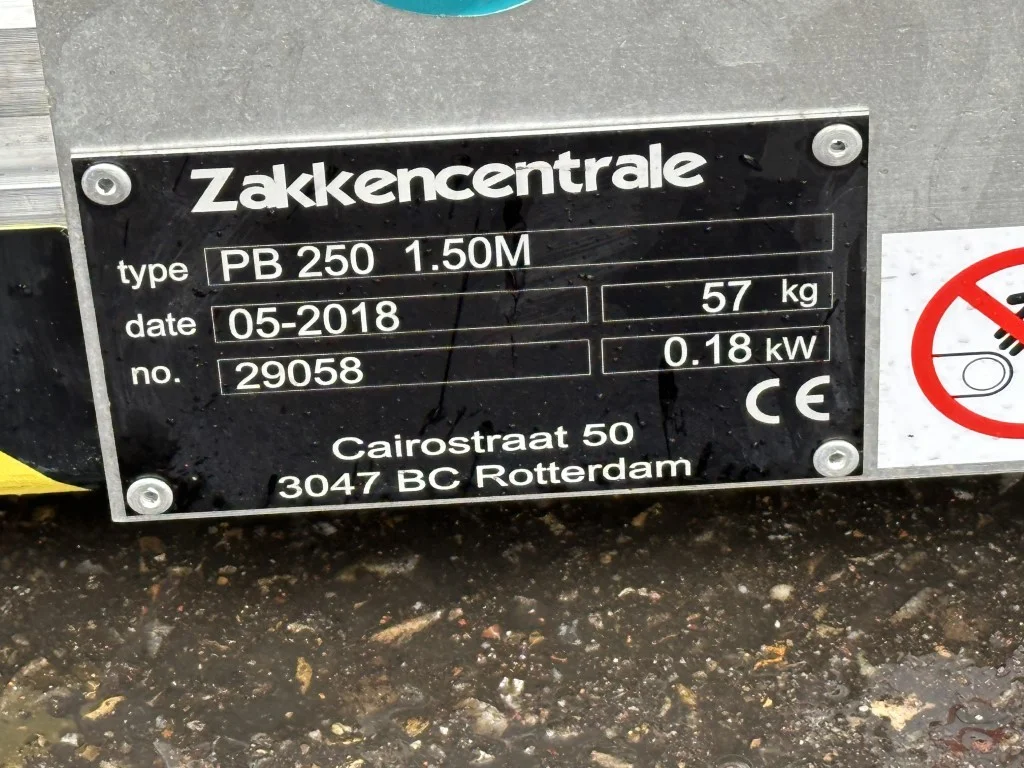 Zakkencentrale
type PB 250 1.50M
date 05-2018 57 kg
no. 29058 0.18 kW
CE
Cairostraat 50
3047 BC Rotterdam